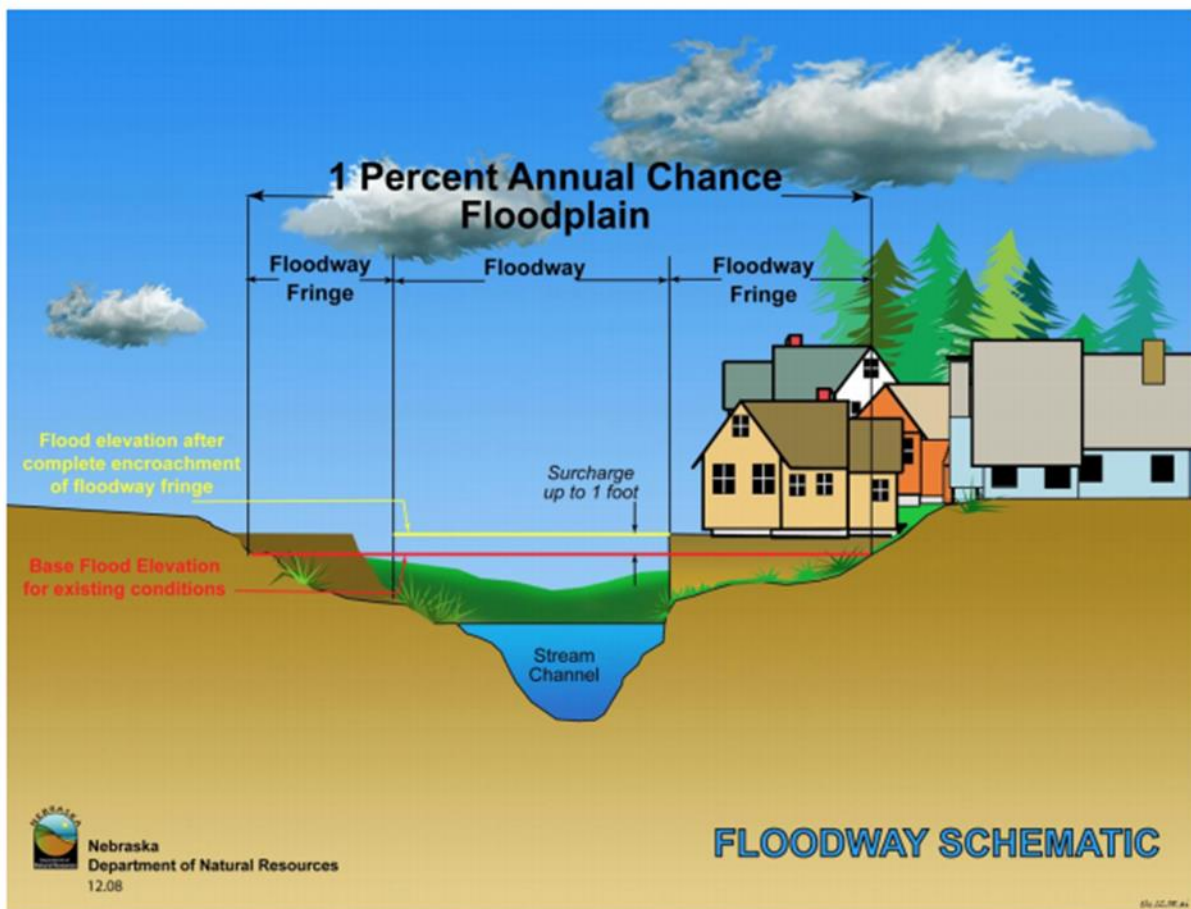 1 Percent Annual Chance
Floodplain
Floodway
Fringe
Floodway
Floodway
Fringe
Flood elevation after
complete encroachment
of floodway fringe
Surcharge
up to 1 foot
Base Flood Elevation
for existing conditions
Stream
Channel
NEBRASKA
Nebraska
Department of Natural Resources
12.08
FLOODWAY SCHEMATIC